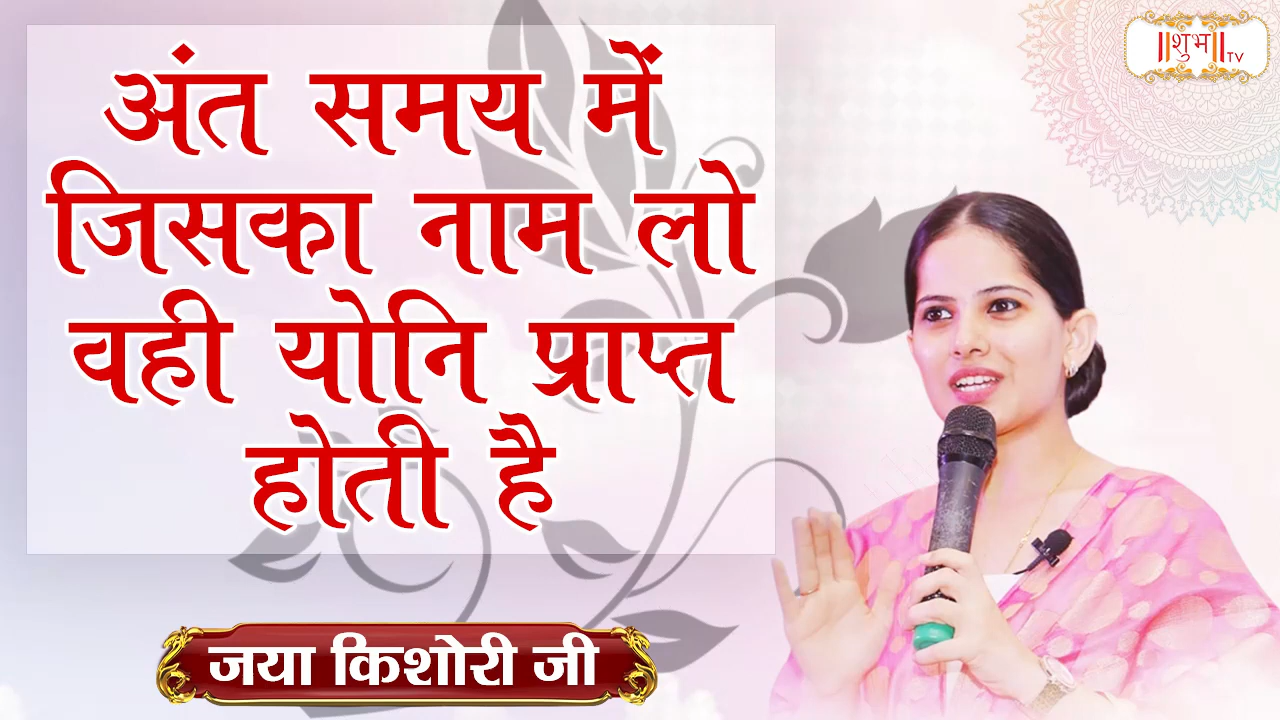 ॥शुभ॥
TV
अंत समय में
जिसका नाम लो
वही योनि प्राप्त
होती है
जया किशोरी जी